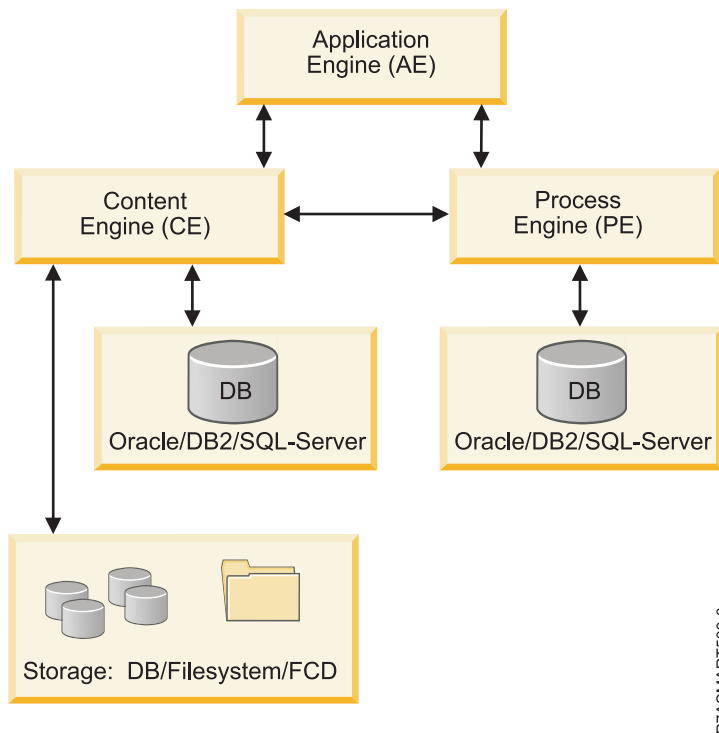 Application
Engine (AE)
Content
Engine (CE)
Process
Engine (PE)
DB
Oracle/DB2/SQL-Server
DB
Oracle/DB2/SQL-Server
Storage: DB/Filesystem/FCD